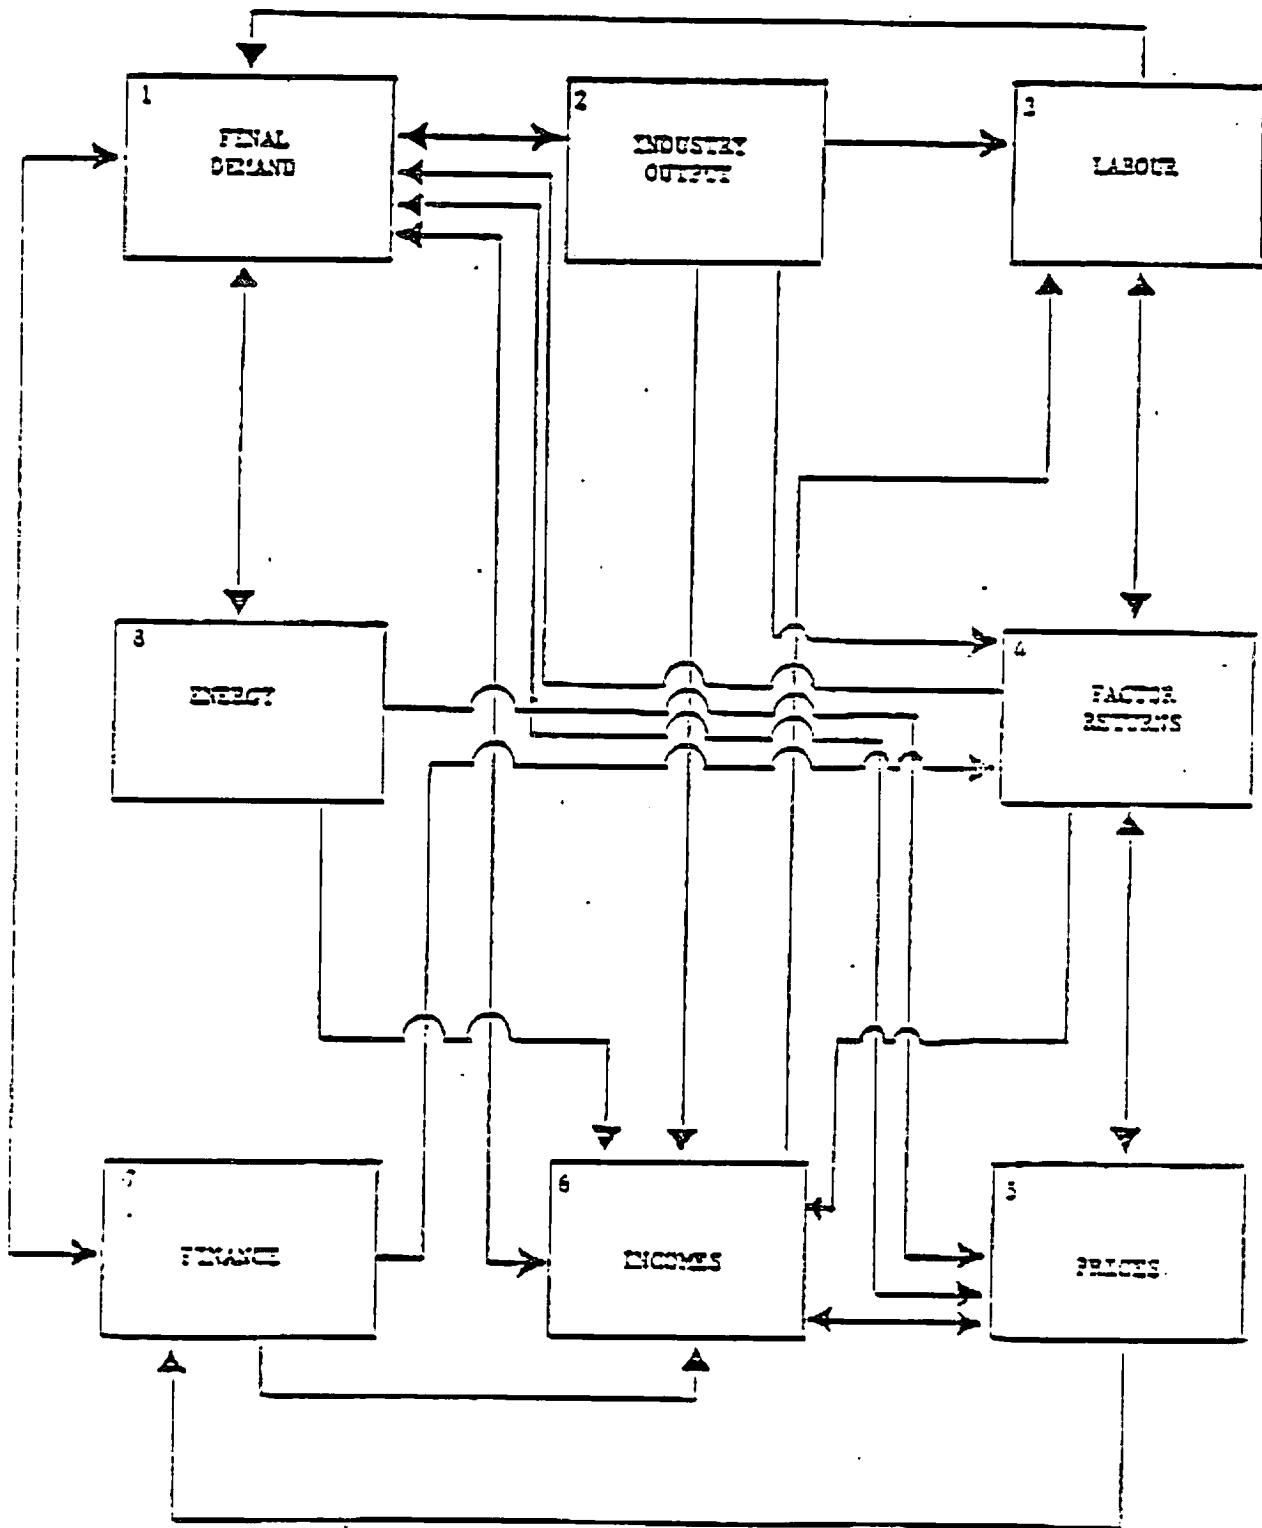 1
FINAL
DEMAND
2
INDUSTRY
OUTPUT
3
LABOUR
8
ENERGY
4
FACTOR
RETURNS
7
FINANCE
6
INCOMES
5
PRICES